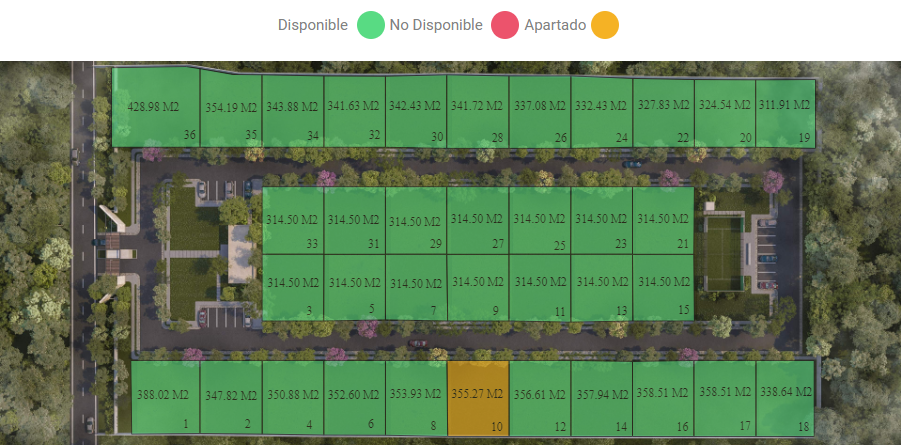 Disponible No Disponible Apartado
428.98 M2 354.19 M2 343.88 M2 341.63 M2 342.43 M2 341.72 M2 337.08 M2 332.43 M2 327.83 M2 324.54 M2 311.91 M2
36 35 34 32 30 28 26 24 22 20 19
314.50 M2 314.50 M2 314.50 M2 314.50 M2 314.50 M2 314.50 M2 314.50 M2
33 31 29 27 25 23 21
314.50 M2 314.50 M2 314.50 M2 314.50 M2 314.50 M2 314.50 M2 314.50 M2
3 5 7 9 11 13 15
388.02 M2 347.82 M2 350.88 M2 352.60 M2 353.93 M2 355.27 M2 356.61 M2 357.94 M2 358.51 M2 358.51 M2 338.64 M2
1 2 4 6 8 10 12 14 16 17 18